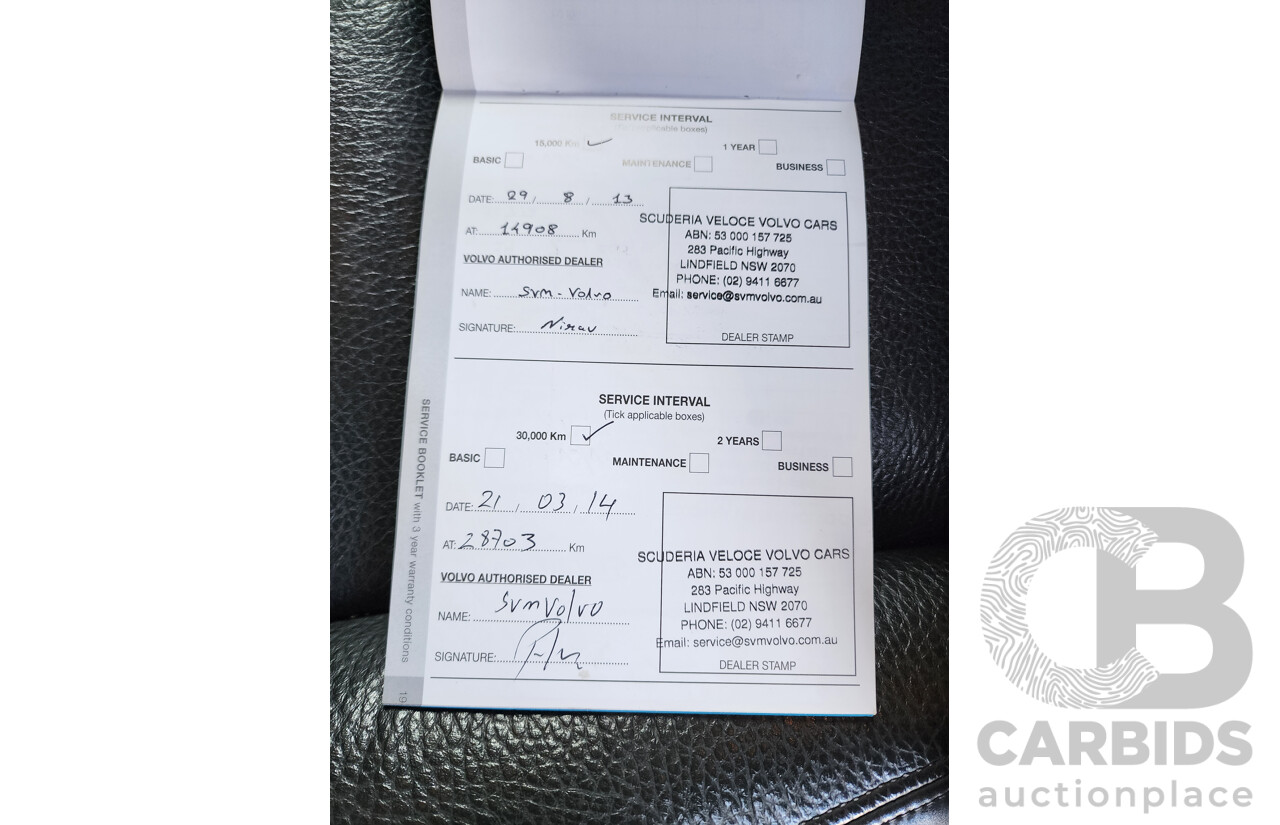 SERVICE INTERVAL
(Tick applicable boxes)
15,000 Km
1 YEAR
BASIC
MAINTENANCE
BUSINESS
DATE: 29 / 8 / 13
AT: 14908 Km
VOLVO AUTHORISED DEALER
NAME: SVM-Volvo
SIGNATURE: Nirav
SCUDERIA VELOCE VOLVO CARS
ABN: 53 000 157 725
283 Pacific Highway
LINDFIELD NSW 2070
PHONE: (02) 9411 6677
Email: service@svmvolvo.com.au
DEALER STAMP
SERVICE INTERVAL
(Tick applicable boxes)
30,000 Km
2 YEARS
BASIC
MAINTENANCE
BUSINESS
DATE: 21 / 03 / 14
AT: 28703 Km
VOLVO AUTHORISED DEALER
NAME: SvmVolvo
SIGNATURE:
SCUDERIA VELOCE VOLVO CARS
ABN: 53 000 157 725
283 Pacific Highway
LINDFIELD NSW 2070
PHONE: (02) 9411 6677
Email: service@svmvolvo.com.au
DEALER STAMP
SERVICE BOOKLET with 3 year warranty conditions
19
CB
CARBIDS
auctionplace